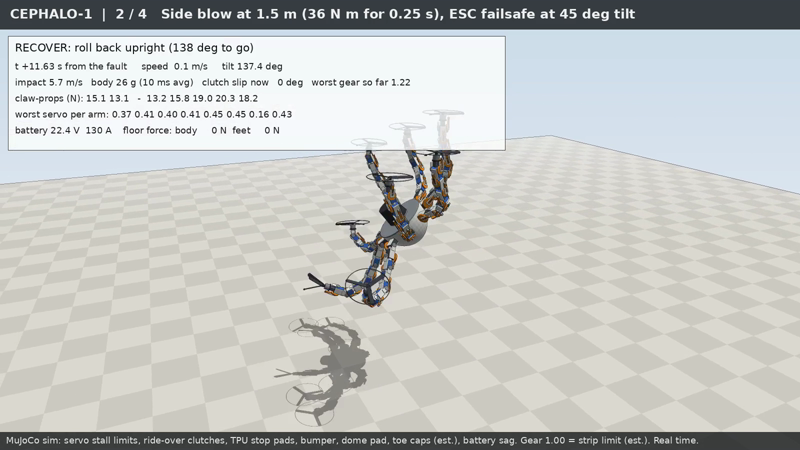 CEPHALO-1 | 2 / 4 Side blow at 1.5 m (36 N m for 0.25 s), ESC failsafe at 45 deg tilt
RECOVER: roll back upright (138 deg to go)
t +11.63 s from the fault speed 0.1 m/s tilt 137.4 deg
impact 5.7 m/s body 26 g (10 ms avg) clutch slip now 0 deg worst gear so far 1.22
claw-props (N): 15.1 13.1 - 13.2 15.8 19.0 20.3 18.2
worst servo per arm: 0.37 0.41 0.40 0.41 0.45 0.45 0.16 0.43
battery 22.4 V 130 A floor force: body 0 N feet 0 N
MuJoCo sim: servo stall limits, ride-over clutches, TPU stop pads, bumper, dome pad, toe caps (est.), battery sag. Gear 1.00 = strip limit (est.). Real time.